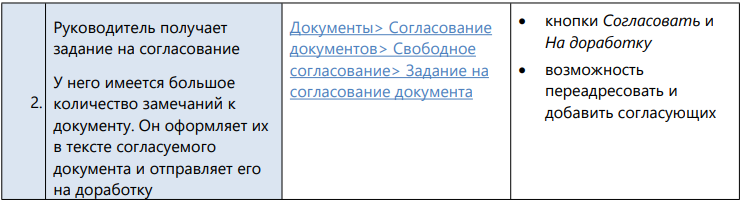 2.
Руководитель получает
задание на согласование
У него имеется большое
количество замечаний к
документу. Он оформляет их
в тексте согласуемого
документа и отправляет его
на доработку
Документы> Согласование
документов> Свободное
согласование> Задание на
согласование документа
• кнопки Согласовать и
На доработку
• возможность
переадресовать и
добавить согласующих